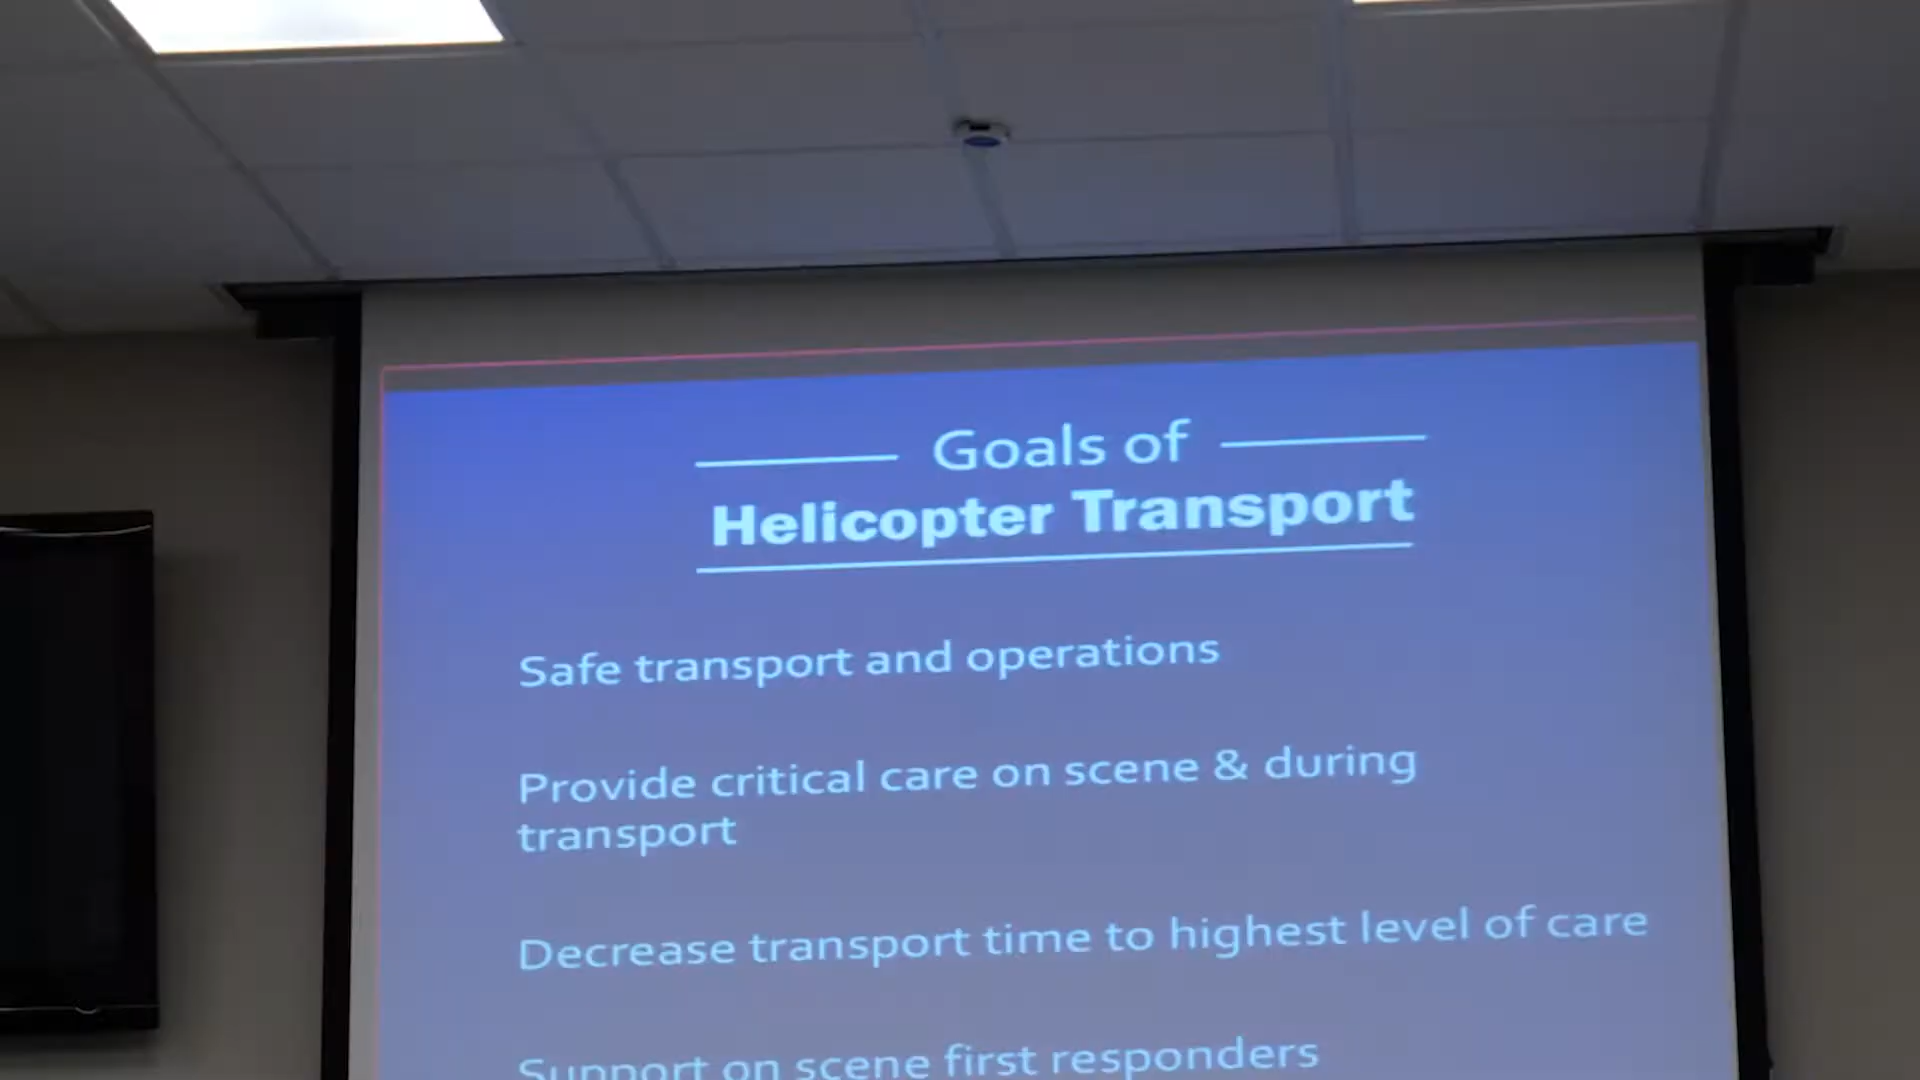 Goals of
Helicopter Transport
Safe transport and operations
Provide critical care on scene & during
transport
Decrease transport time to highest level of care
Support on scene first responders